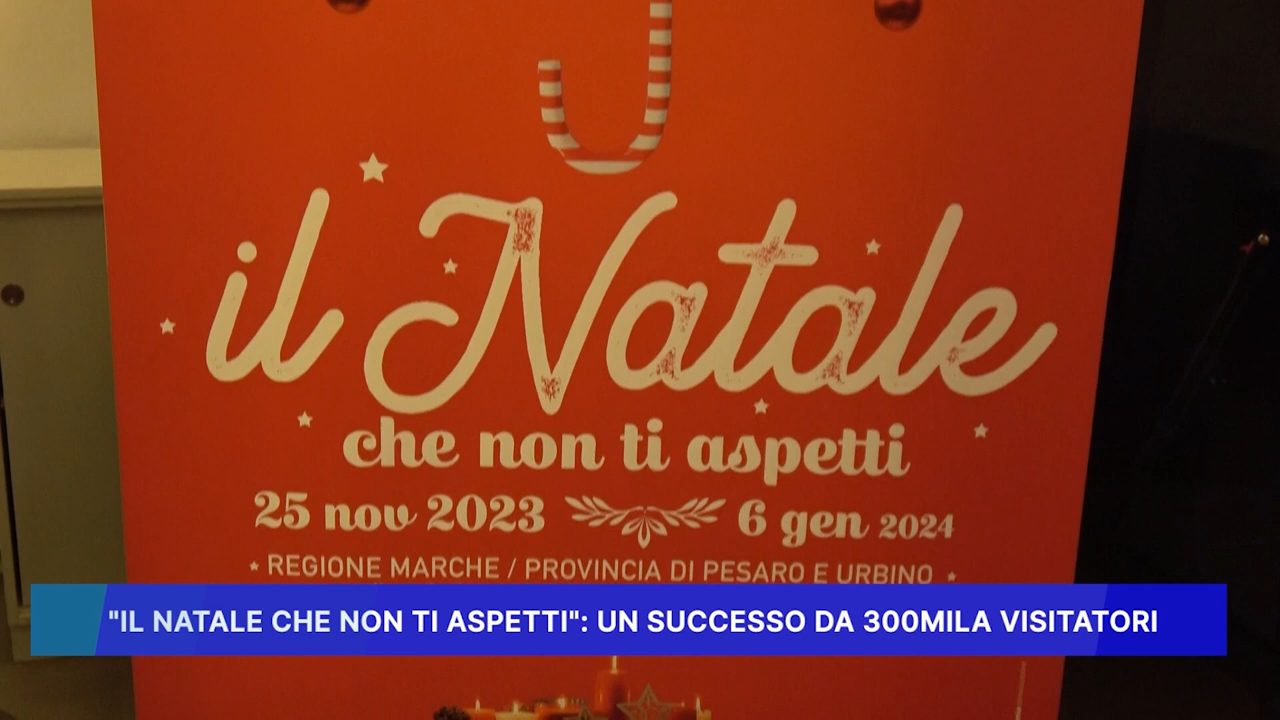 il Natale
che non ti aspetti
25 nov 2023 6 gen 2024
REGIONE MARCHE / PROVINCIA DI PESARO E URBINO
"IL NATALE CHE NON TI ASPETTI": UN SUCCESSO DA 300MILA VISITATORI